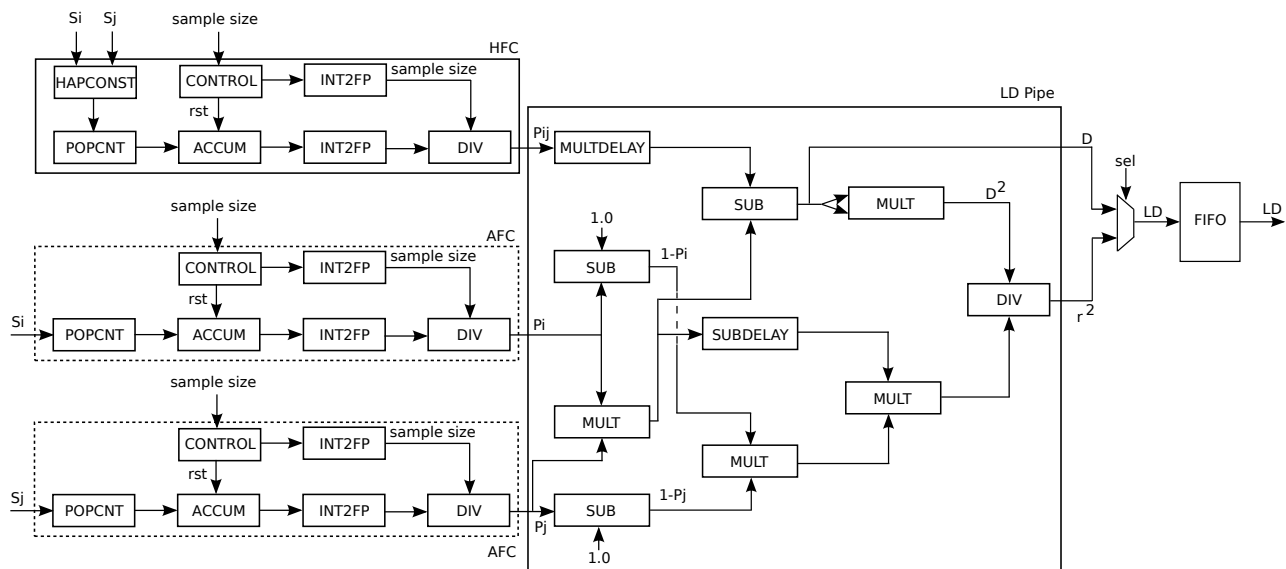 Si Sj sample size
HFC
HAPCONST CONTROL INT2FP sample size
rst
POPCNT ACCUM INT2FP DIV
LD Pipe
Pij MULTDELAY D
sel
sample size
SUB MULT D2 LD FIFO LD
1.0
AFC
CONTROL INT2FP sample size SUB 1-Pi
rst DIV r2
Si POPCNT ACCUM INT2FP DIV Pi SUBDELAY
sample size
MULT
MULT
CONTROL INT2FP sample size
MULT
rst
Sj POPCNT ACCUM INT2FP DIV Pj SUB 1-Pj
AFC 1.0